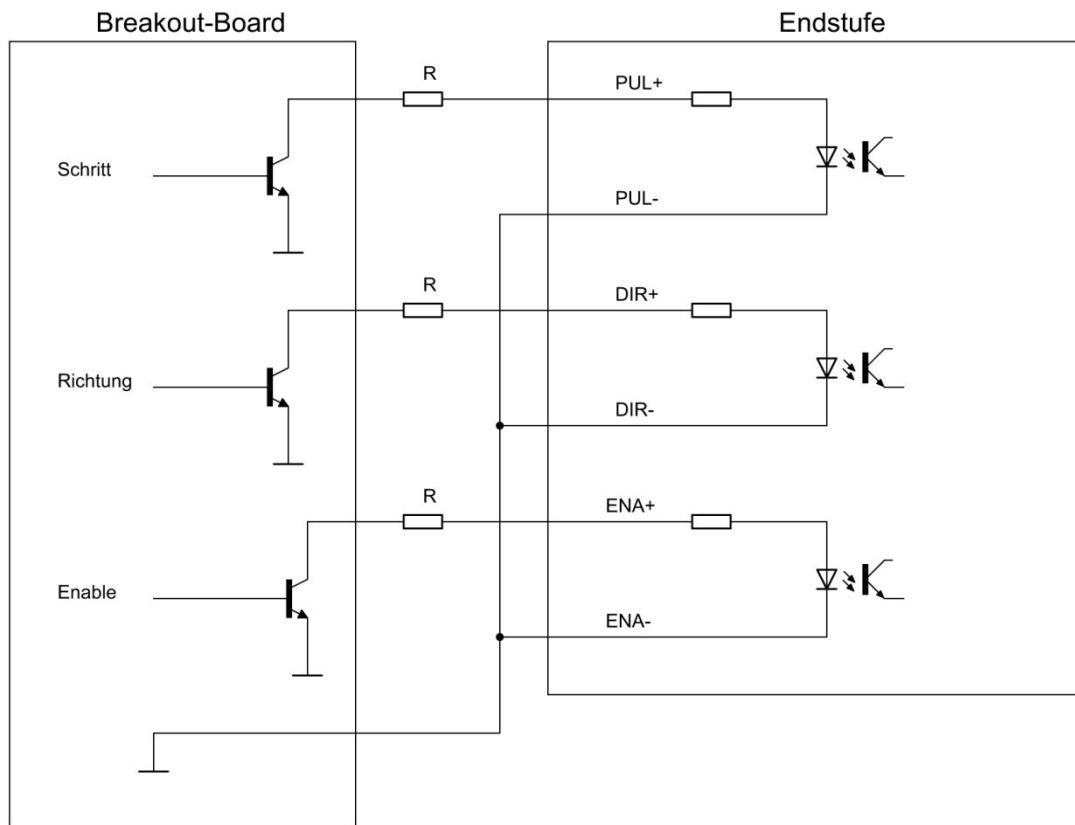 Breakout-Board
Endstufe
R
PUL+
Schritt
PUL-
R
DIR+
Richtung
DIR-
R
ENA+
Enable
ENA-